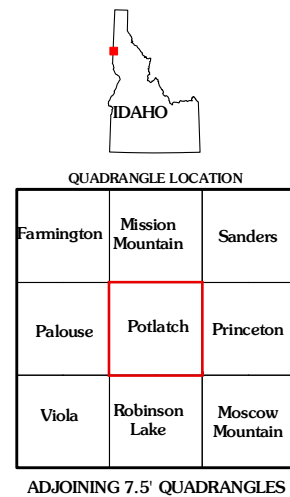 IDAHO
QUADRANGLE LOCATION
Farmington
Mission
Mountain
Sanders
Palouse
Potlatch
Princeton
Viola
Robinson
Lake
Moscow
Mountain
ADJOINING 7.5' QUADRANGLES